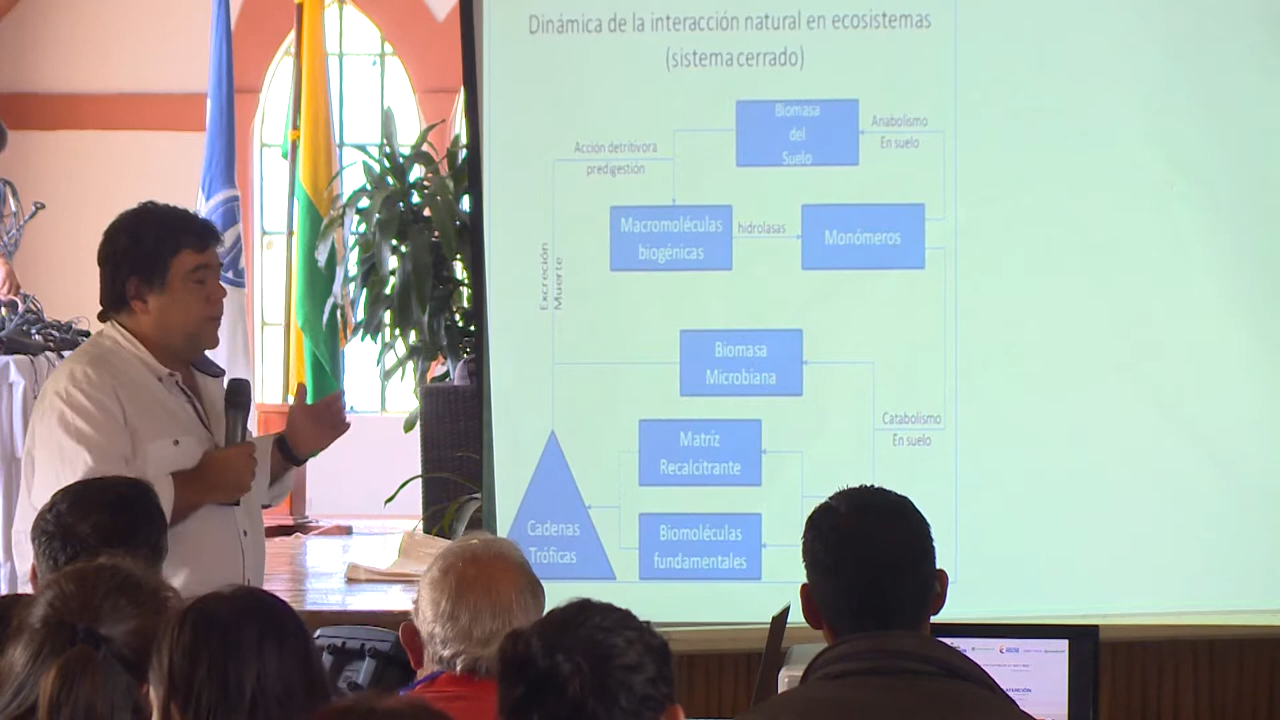 Dinámica de la interacción natural en ecosistemas
(sistema cerrado)
Biomasa
del
Suelo
Anabolismo
En suelo
Acción detritivora
predigestión
Macromoléculas
biogénicas
hidrolasas
Monómeros
Excreción
Muerte
Biomasa
Microbiana
Catabolismo
En suelo
Matríz
Recalcitrante
Cadenas
Tróficas
Biomoléculas
fundamentales